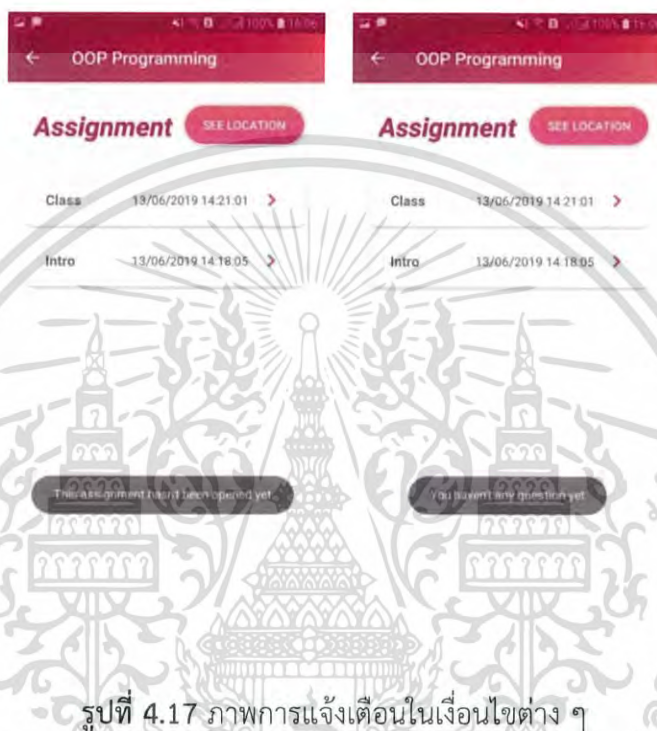 100% 16:06
← OOP Programming
Assignment SEE LOCATION
Class 13/06/2019 14:21:01 >
Intro 13/06/2019 14:18:05 >
This assignment hasn't been opened yet.
100%
← OOP Programming
Assignment SEE LOCATION
Class 13/06/2019 14:21:01 >
Intro 13/06/2019 14:18:05 >
You haven't any question yet
รูปที่ 4.17 ภาพการแจ้งเตือนในเงื่อนไขต่าง ๆ